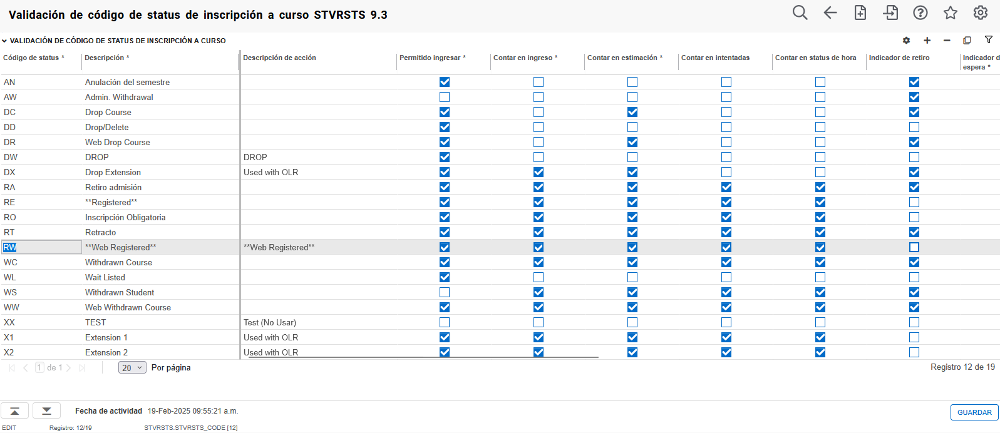 Validación de código de status de inscripción a curso STVRSTS 9.3
VALIDACIÓN DE CÓDIGO DE STATUS DE INSCRIPCIÓN A CURSO
Código de status * Descripción * Descripción de acción Permitido ingresar * Contar en ingreso * Contar en estimación * Contar en intentadas Contar en status de hora Indicador de retiro Indicador d
espera *
AN Anulación del semestre
AW Admin. Withdrawal
DC Drop Course
DD Drop/Delete
DR Web Drop Course
DW DROP DROP
DX Drop Extension Used with OLR
RA Retiro admisión
RE **Registered**
RO Inscripción Obligatoria
RT Retracto
RW **Web Registered** **Web Registered**
WC Withdrawn Course
WL Wait Listed
WS Withdrawn Student
WW Web Withdrawn Course
XX TEST Test (No Usar)
X1 Extension 1 Used with OLR
X2 Extension 2 Used with OLR
1 de 1 20 Por página Registro 12 de 19
Fecha de actividad 19-Feb-2025 09:55:21 a.m. GUARDAR
EDIT Registro: 12/19 STVRSTS.STVRSTS_CODE [12]